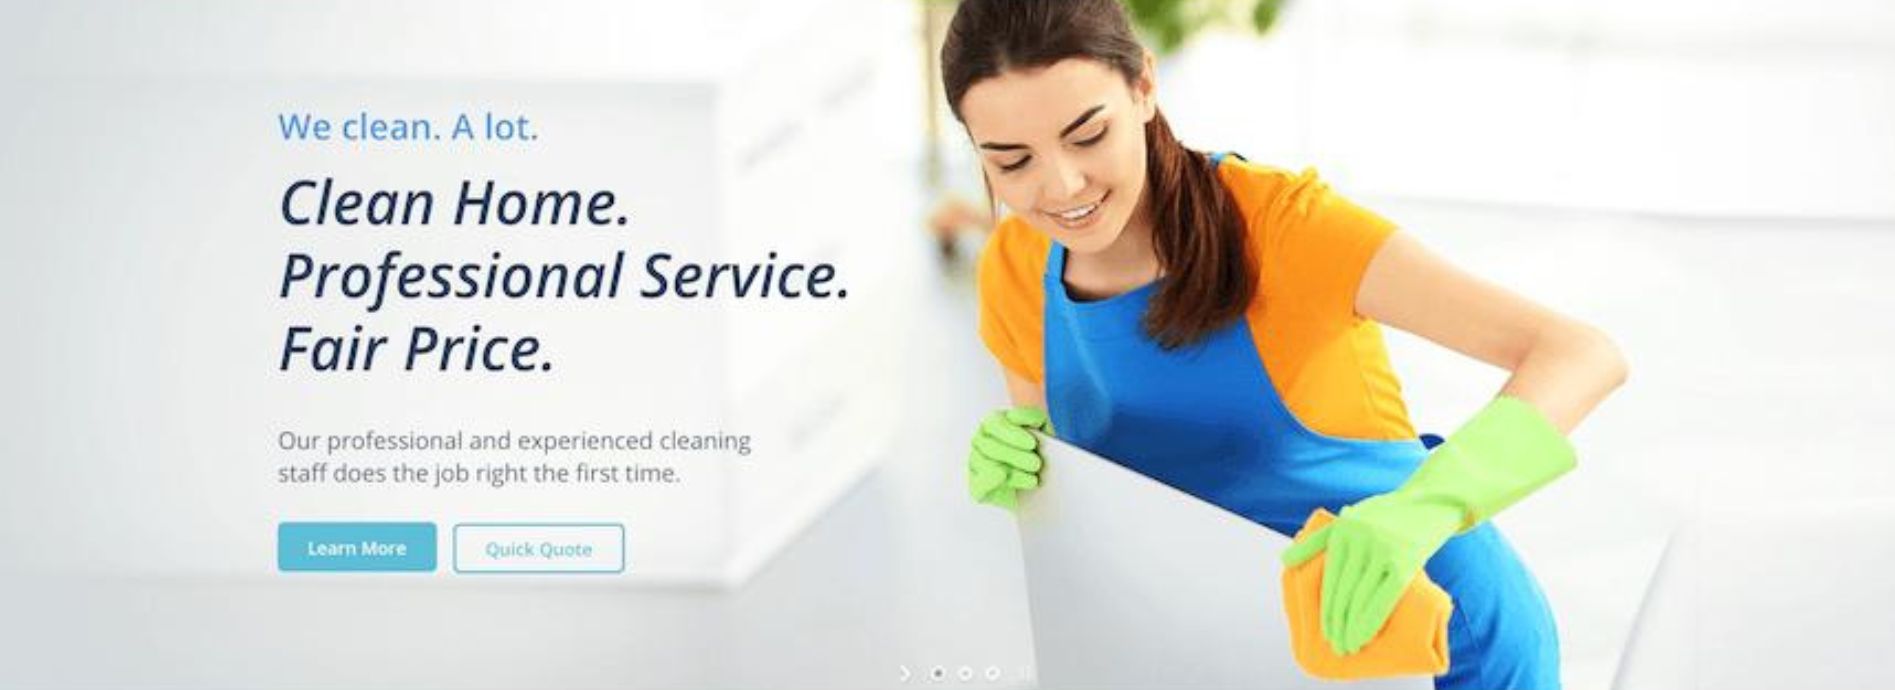 We clean. A lot.
Clean Home.
Professional Service.
Fair Price.
Our professional and experienced cleaning
staff does the job right the first time.
Learn More
Quick Quote